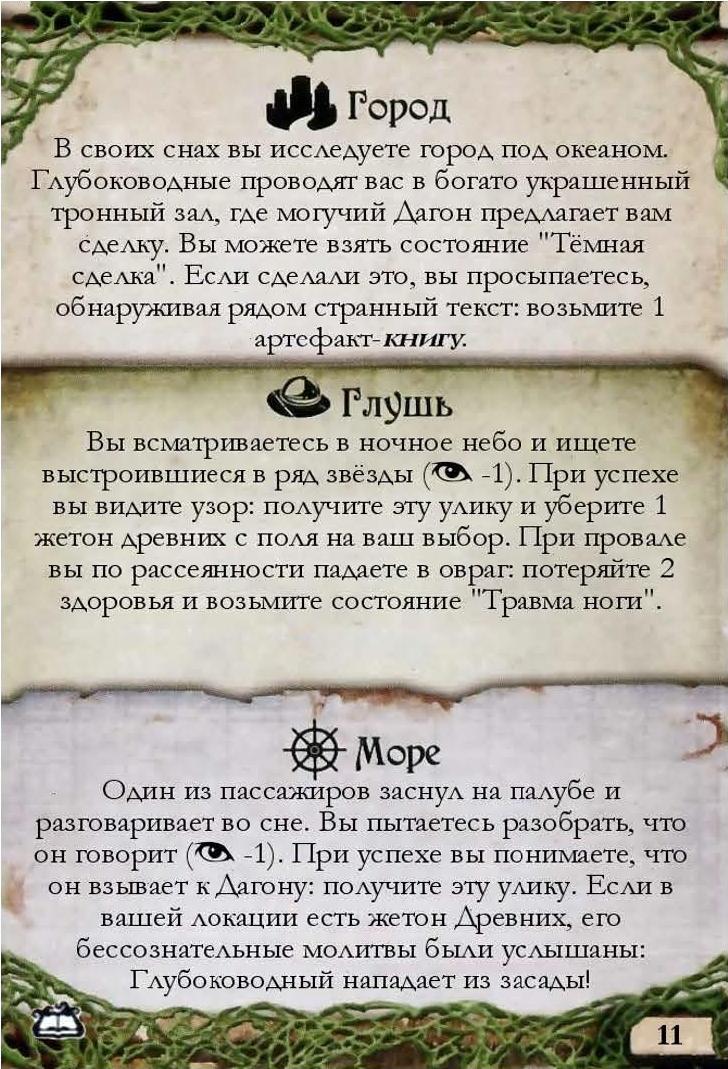 Город
В своих снах вы исследуете город под океаном.
Глубоководные проводят вас в богато украшенный
тронный зал, где могучий Дагон предлагает вам
сделку. Вы можете взять состояние "Тёмная
сделка". Если сделали это, вы просыпаетесь,
обнаруживая рядом странный текст: возьмите 1
артефакт-книгу.
Глушь
Вы всматриваетесь в ночное небо и ищете
выстроившиеся в ряд звёзды ( -1). При успехе
вы видите узор: получите эту улику и уберите 1
жетон древних с поля на ваш выбор. При провале
вы по рассеянности падаете в овраг: потеряйте 2
здоровья и возьмите состояние "Травма ноги".
Море
Один из пассажиров заснул на палубе и
разговаривает во сне. Вы пытаетесь разобрать, что
он говорит ( -1). При успехе вы понимаете, что
он взывает к Дагону: получите эту улику. Если в
вашей локации есть жетон Древних, его
бессознательные молитвы были услышаны:
Глубоководный нападает из засады!
11